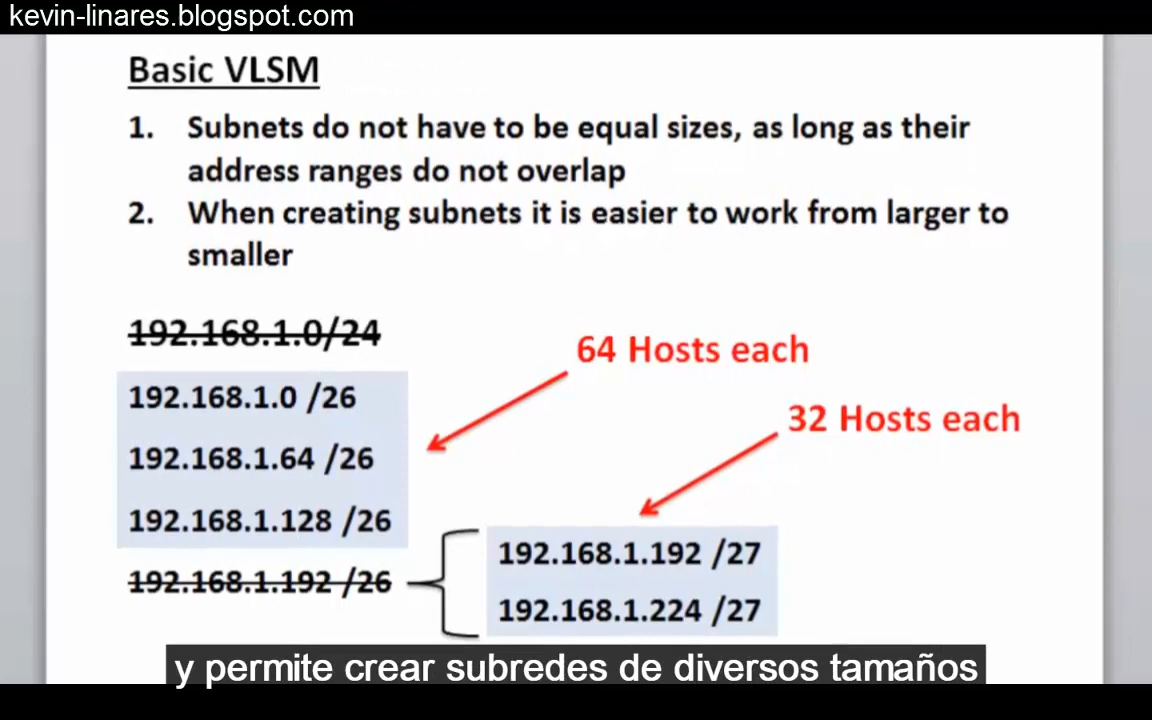 kevin-linares.blogspot.com
Basic VLSM
1. Subnets do not have to be equal sizes, as long as their
address ranges do not overlap
2. When creating subnets it is easier to work from larger to
smaller
192.168.1.0/24
64 Hosts each
192.168.1.0 /26
32 Hosts each
192.168.1.64 /26
192.168.1.128 /26
192.168.1.192 /27
192.168.1.192 /26
192.168.1.224 /27
y permite crear subredes de diversos tamaños